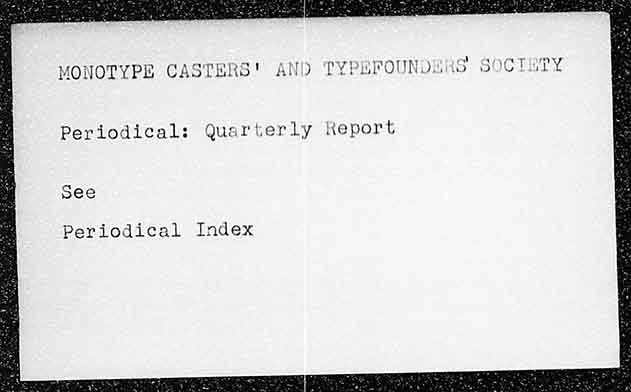 MONOTYPE CASTERS' AND TYPEFOUNDERS' SOCIETY
Periodical: Quarterly Report
See
Periodical Index